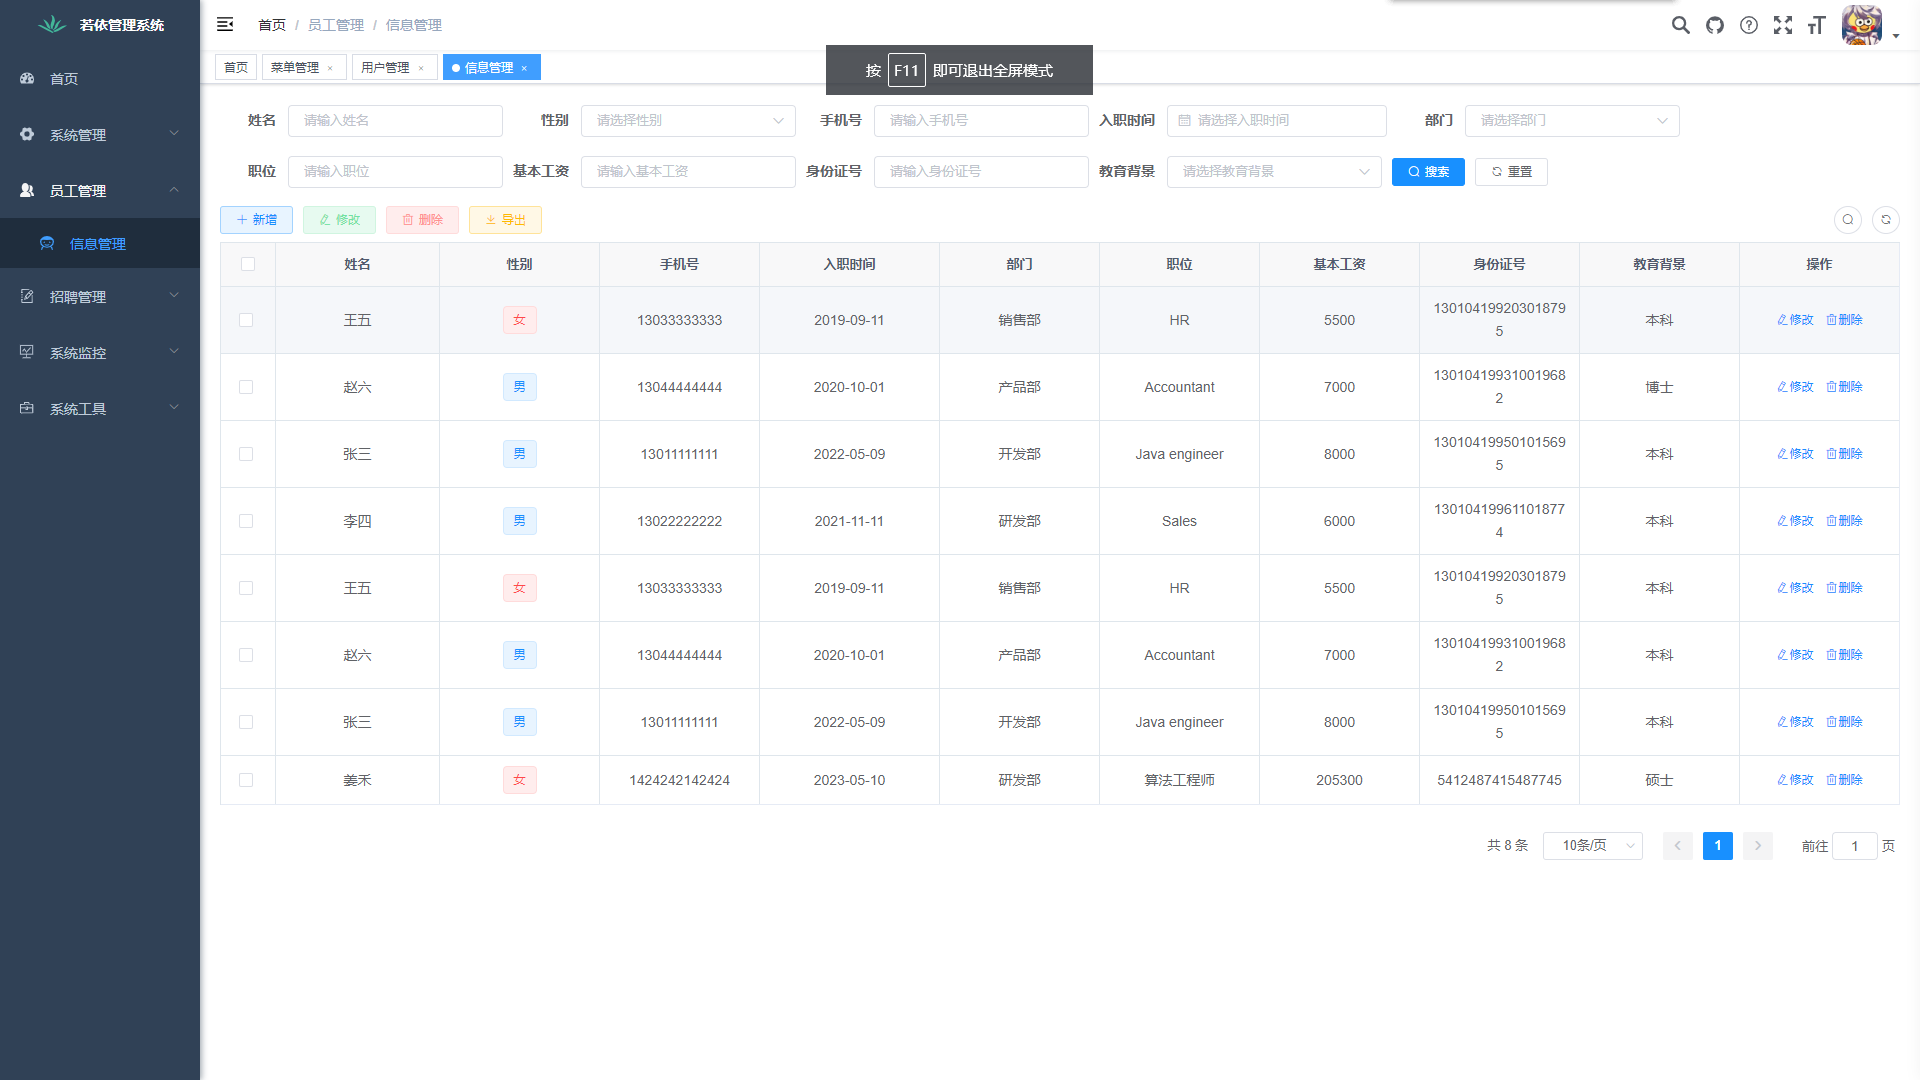 若依管理系统
首页 / 员工管理 / 信息管理
首页 菜单管理 × 用户管理 × 信息管理 ×
按 F11 即可退出全屏模式
首页
系统管理
员工管理
信息管理
招聘管理
系统监控
系统工具
姓名 请输入姓名 性别 请选择性别 手机号 请输入手机号 入职时间 请选择入职时间 部门 请选择部门
职位 请输入职位 基本工资 请输入基本工资 身份证号 请输入身份证号 教育背景 请选择教育背景 搜索 重置
新增 修改 删除 导出
姓名 性别 手机号 入职时间 部门 职位 基本工资 身份证号 教育背景 操作
王五 女 13033333333 2019-09-11 销售部 HR 5500 13010419920301879
5 本科 修改 删除
赵六 男 13044444444 2020-10-01 产品部 Accountant 7000 13010419931001968
2 博士 修改 删除
张三 男 13011111111 2022-05-09 开发部 Java engineer 8000 13010419950101569
5 本科 修改 删除
李四 男 13022222222 2021-11-11 研发部 Sales 6000 13010419961101877
4 本科 修改 删除
王五 女 13033333333 2019-09-11 销售部 HR 5500 13010419920301879
5 本科 修改 删除
赵六 男 13044444444 2020-10-01 产品部 Accountant 7000 13010419931001968
2 本科 修改 删除
张三 男 13011111111 2022-05-09 开发部 Java engineer 8000 13010419950101569
5 本科 修改 删除
姜禾 女 1424242142424 2023-05-10 研发部 算法工程师 205300 5412487415487745 硕士 修改 删除
共 8 条 10条/页 1 前往 1 页